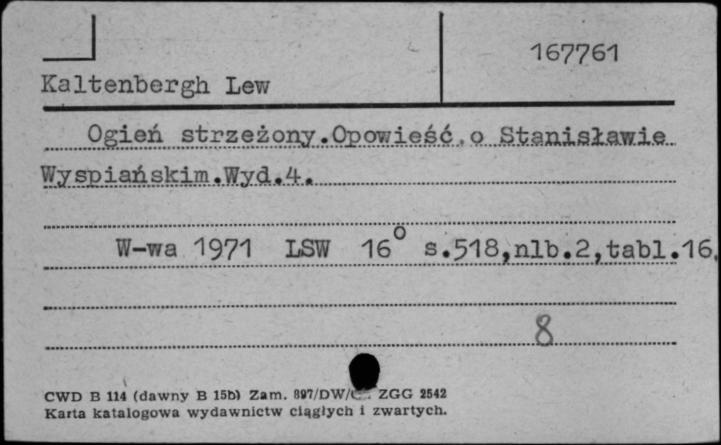 167761
Kaltenbergh Lew
Ogień strzeżony.Opowieść o Stanisławie
Wyspiańskim.Wyd.4.
W-wa 1971 LSW 16° s.518,nlb.2,tabl.16.
8
CWD B 114 (dawny B 15b) Zam. 897/DW/ ZGG 2542
Karta katalogowa wydawnictw ciągłych i zwartych.